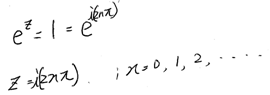 e^z = 1 = e^{i(2nπ)}
z = i(2nπ) . ; n = 0, 1, 2, ....